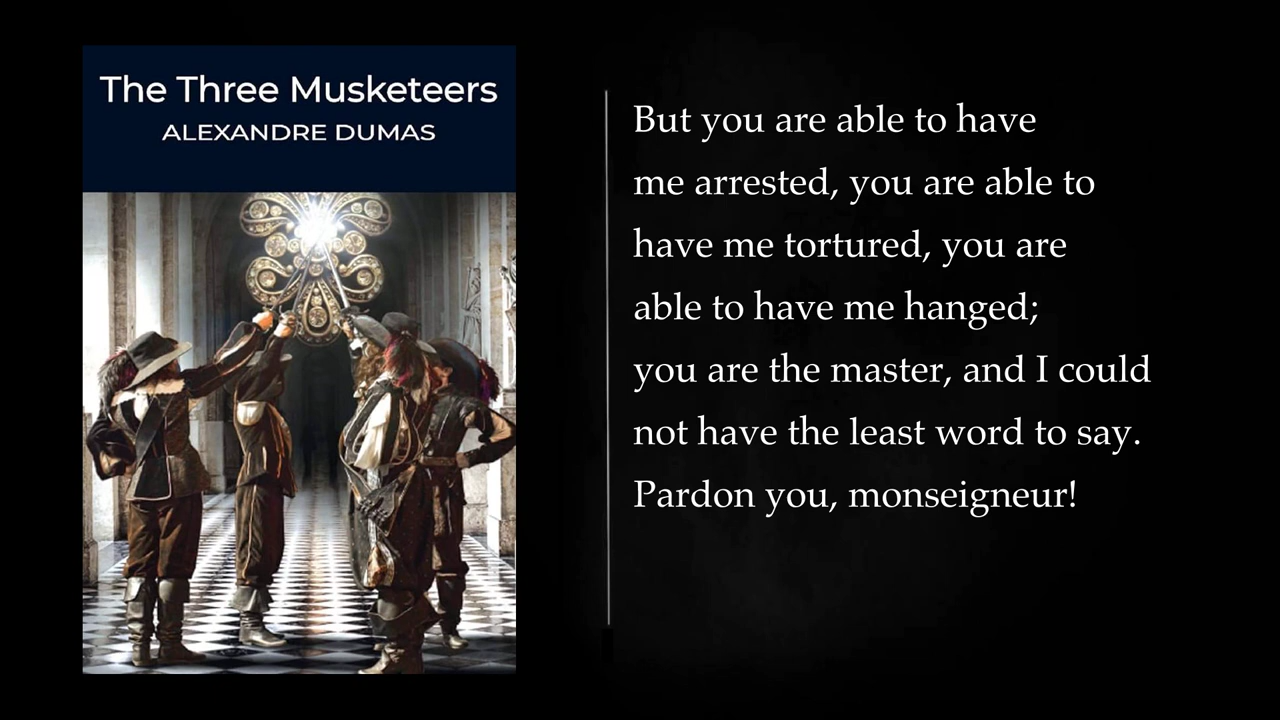 The Three Musketeers
ALEXANDRE DUMAS
But you are able to have
me arrested, you are able to
have me tortured, you are
able to have me hanged;
you are the master, and I could
not have the least word to say.
Pardon you, monseigneur!